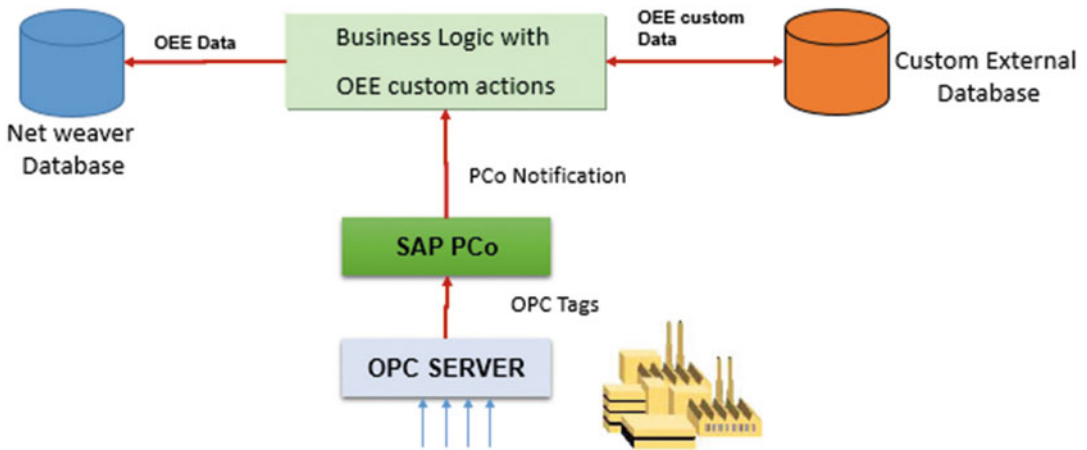 OEE Data
Business Logic with
OEE custom actions
OEE custom
Data
Custom External
Database
Net weaver
Database
PCo Notification
SAP PCo
OPC Tags
OPC SERVER